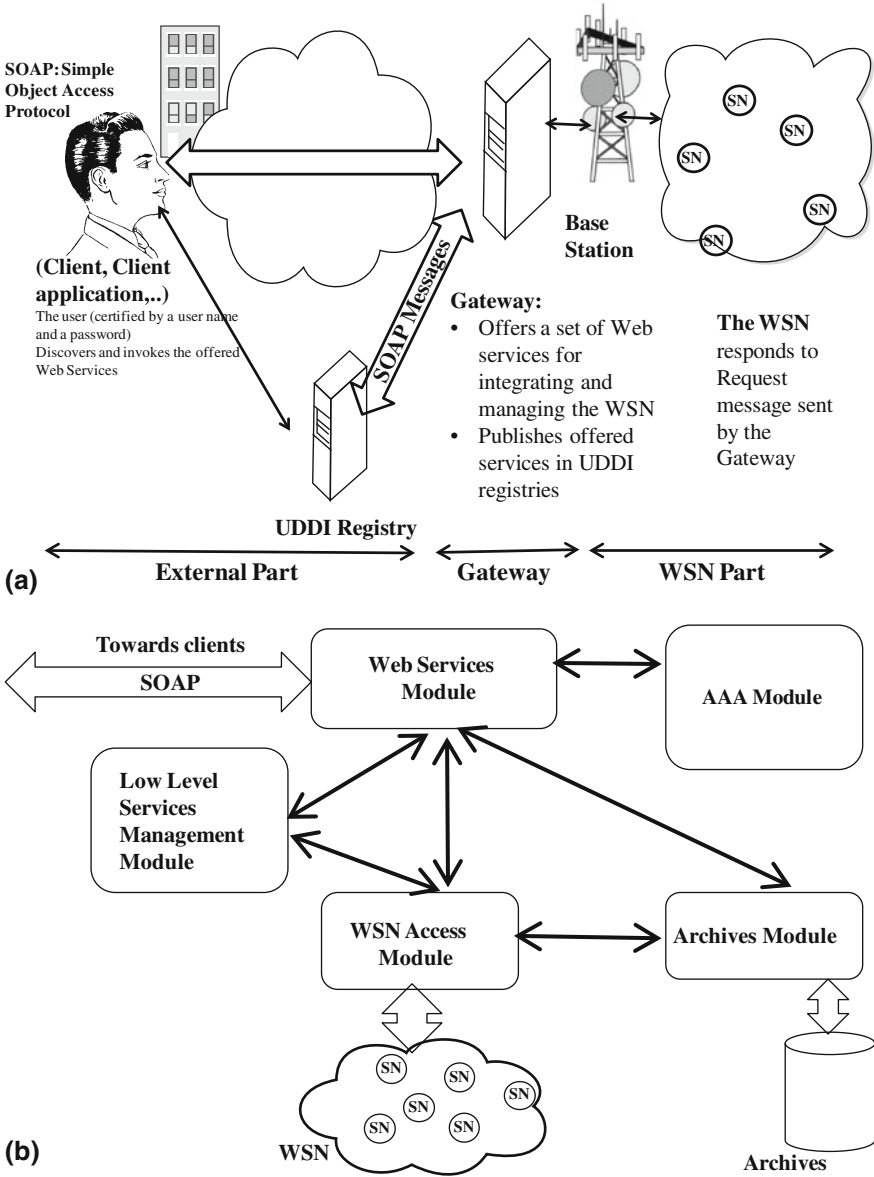 SOAP:Simple
Object Access
Protocol
SN
SN
SN
SN
SN
Base
Station
(Client, Client
application,..)
The user (certified by a user name
and a password)
Discovers and invokes the offered
Web Services
SOAP Messages
Gateway:
• Offers a set of Web
services for
integrating and
managing the WSN
• Publishes offered
services in UDDI
registries
The WSN
responds to
Request
message sent
by the
Gateway
UDDI Registry
External Part
Gateway
WSN Part
(a)
Towards clients
SOAP
Web Services
Module
AAA Module
Low Level
Services
Management
Module
WSN Access
Module
Archives Module
SN
SN
SN
SN
SN
SN
WSN
Archives
(b)